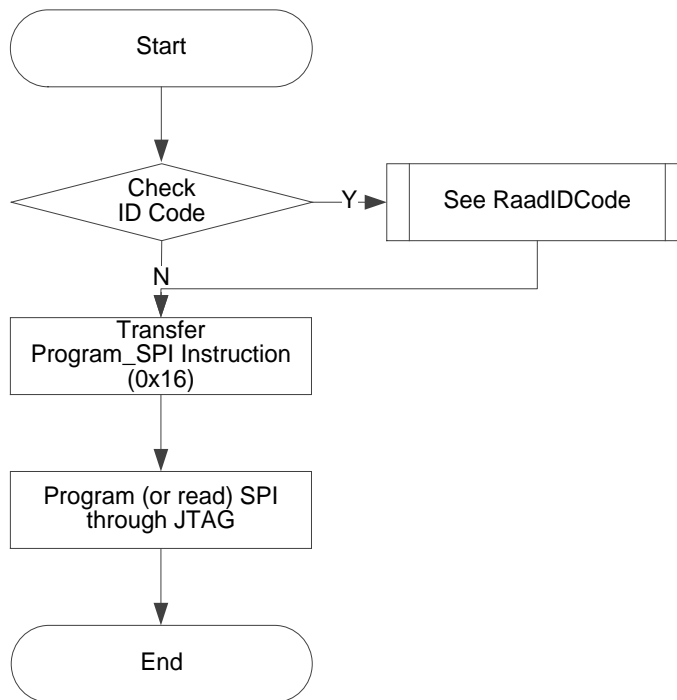 Start
Check
ID Code
Y
See RaadIDCode
N
Transfer
Program_SPI Instruction
(0x16)
Program (or read) SPI
through JTAG
End